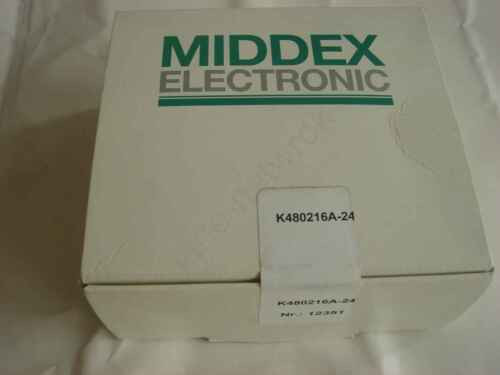 MIDDEX
ELECTRONIC
K480216A-24
K480216A-24
Nr.: 12351